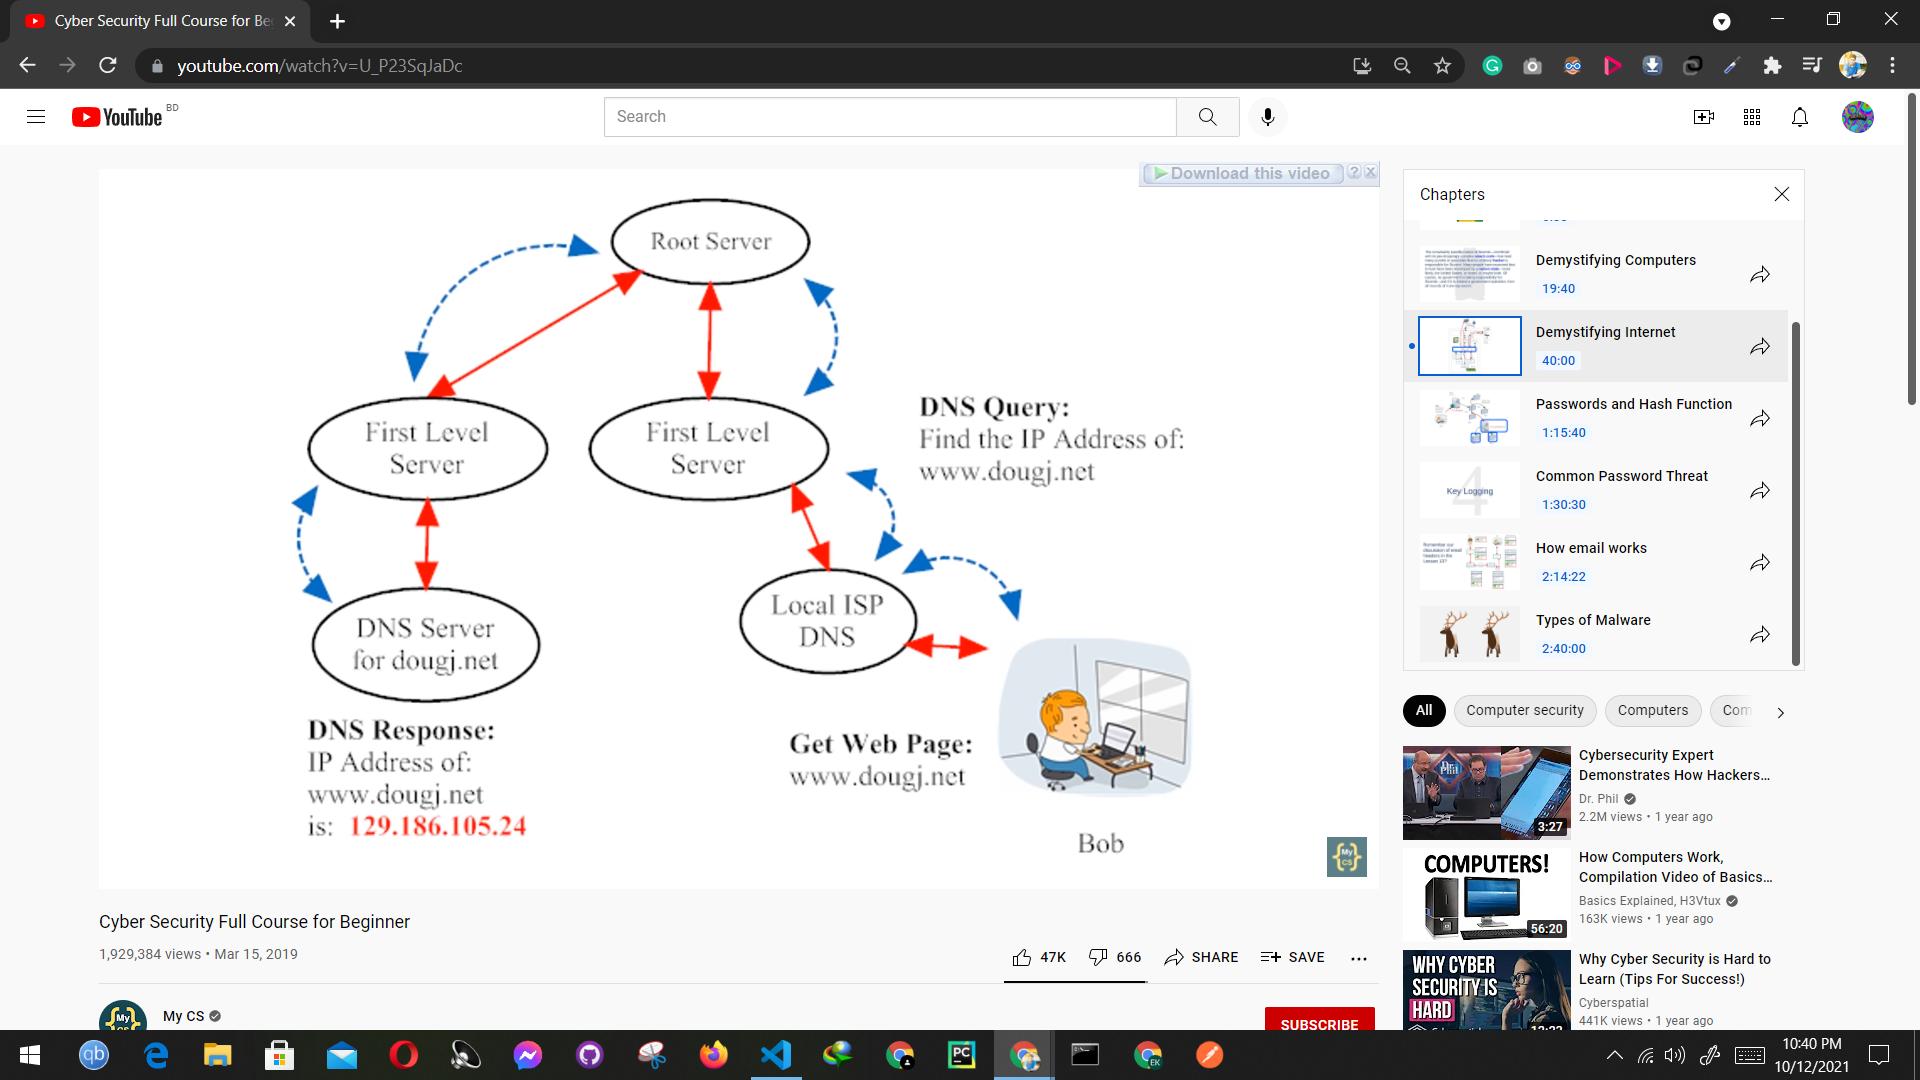 Cyber Security Full Course for Be
youtube.com/watch?v=U_P23SqJaDc
YouTube BD
Search
Download this video
Root Server
First Level
Server
First Level
Server
DNS Query:
Find the IP Address of:
www.dougj.net
DNS Server
for dougj.net
Local ISP
DNS
DNS Response:
IP Address of:
www.dougj.net
is: 129.186.105.24
Get Web Page:
www.dougj.net
Bob
My
CS
Cyber Security Full Course for Beginner
1,929,384 views • Mar 15, 2019
47K
666
SHARE
SAVE
My CS
SUBSCRIBE
Chapters
Demystifying Computers
19:40
Demystifying Internet
40:00
Passwords and Hash Function
1:15:40
Key Logging
Common Password Threat
1:30:30
How email works
2:14:22
Types of Malware
2:40:00
All
Computer security
Computers
Com
Cybersecurity Expert
Demonstrates How Hackers...
Dr. Phil
2.2M views • 1 year ago
3:27
COMPUTERS!
56:20
How Computers Work,
Compilation Video of Basics...
Basics Explained, H3Vtux
163K views • 1 year ago
WHY CYBER
SECURITY IS
HARD
Why Cyber Security is Hard to
Learn (Tips For Success!)
Cyberspatial
441K views • 1 year ago
10:40 PM
10/12/2021